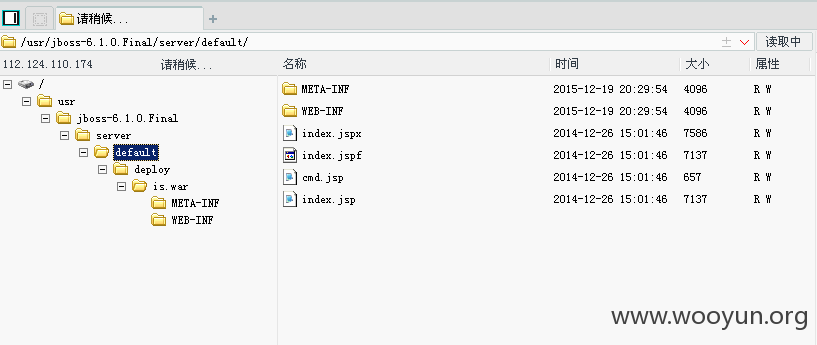 请稍候...
/usr/jboss-6.1.0.Final/server/default/ 读取中
112.124.110.174 请稍候...
/
usr
jboss-6.1.0.Final
server
default
deploy
is.war
META-INF
WEB-INF
名称 时间 大小 属性
META-INF 2015-12-19 20:29:54 4096 R W
WEB-INF 2015-12-19 20:29:54 4096 R W
index.jspx 2014-12-26 15:01:46 7586 R W
index.jspf 2014-12-26 15:01:46 7137 R W
cmd.jsp 2014-12-26 15:01:46 657 R W
index.jsp 2014-12-26 15:01:46 7137 R W
www.wooyun.org